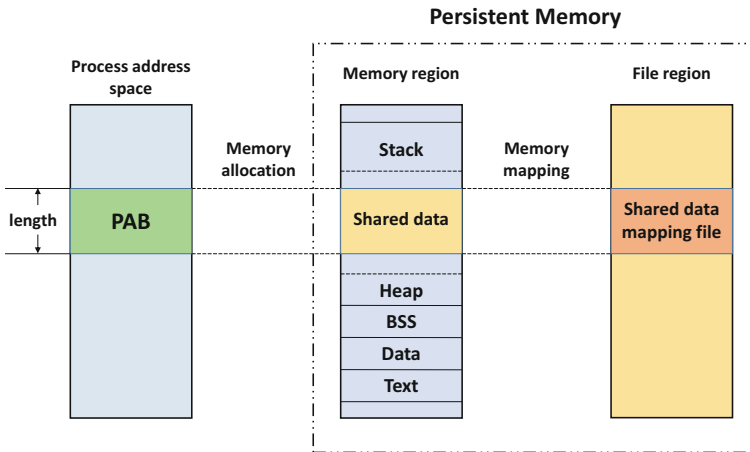 Persistent Memory
Process address
space
Memory region
File region
Memory
allocation
Memory
mapping
Stack
length
PAB
Shared data
Shared data
mapping file
Heap
BSS
Data
Text